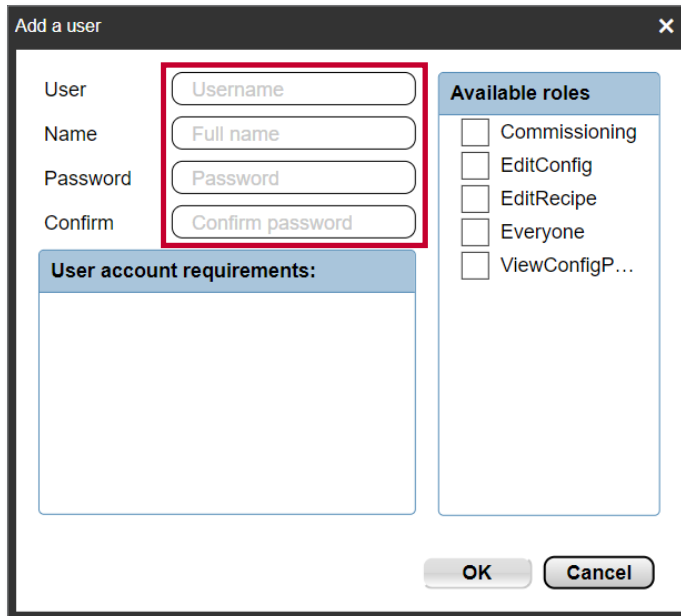 Add a user
User Username
Name Full name
Password Password
Confirm Confirm password
User account requirements:
Available roles
Commissioning
EditConfig
EditRecipe
Everyone
ViewConfigP...
OK Cancel